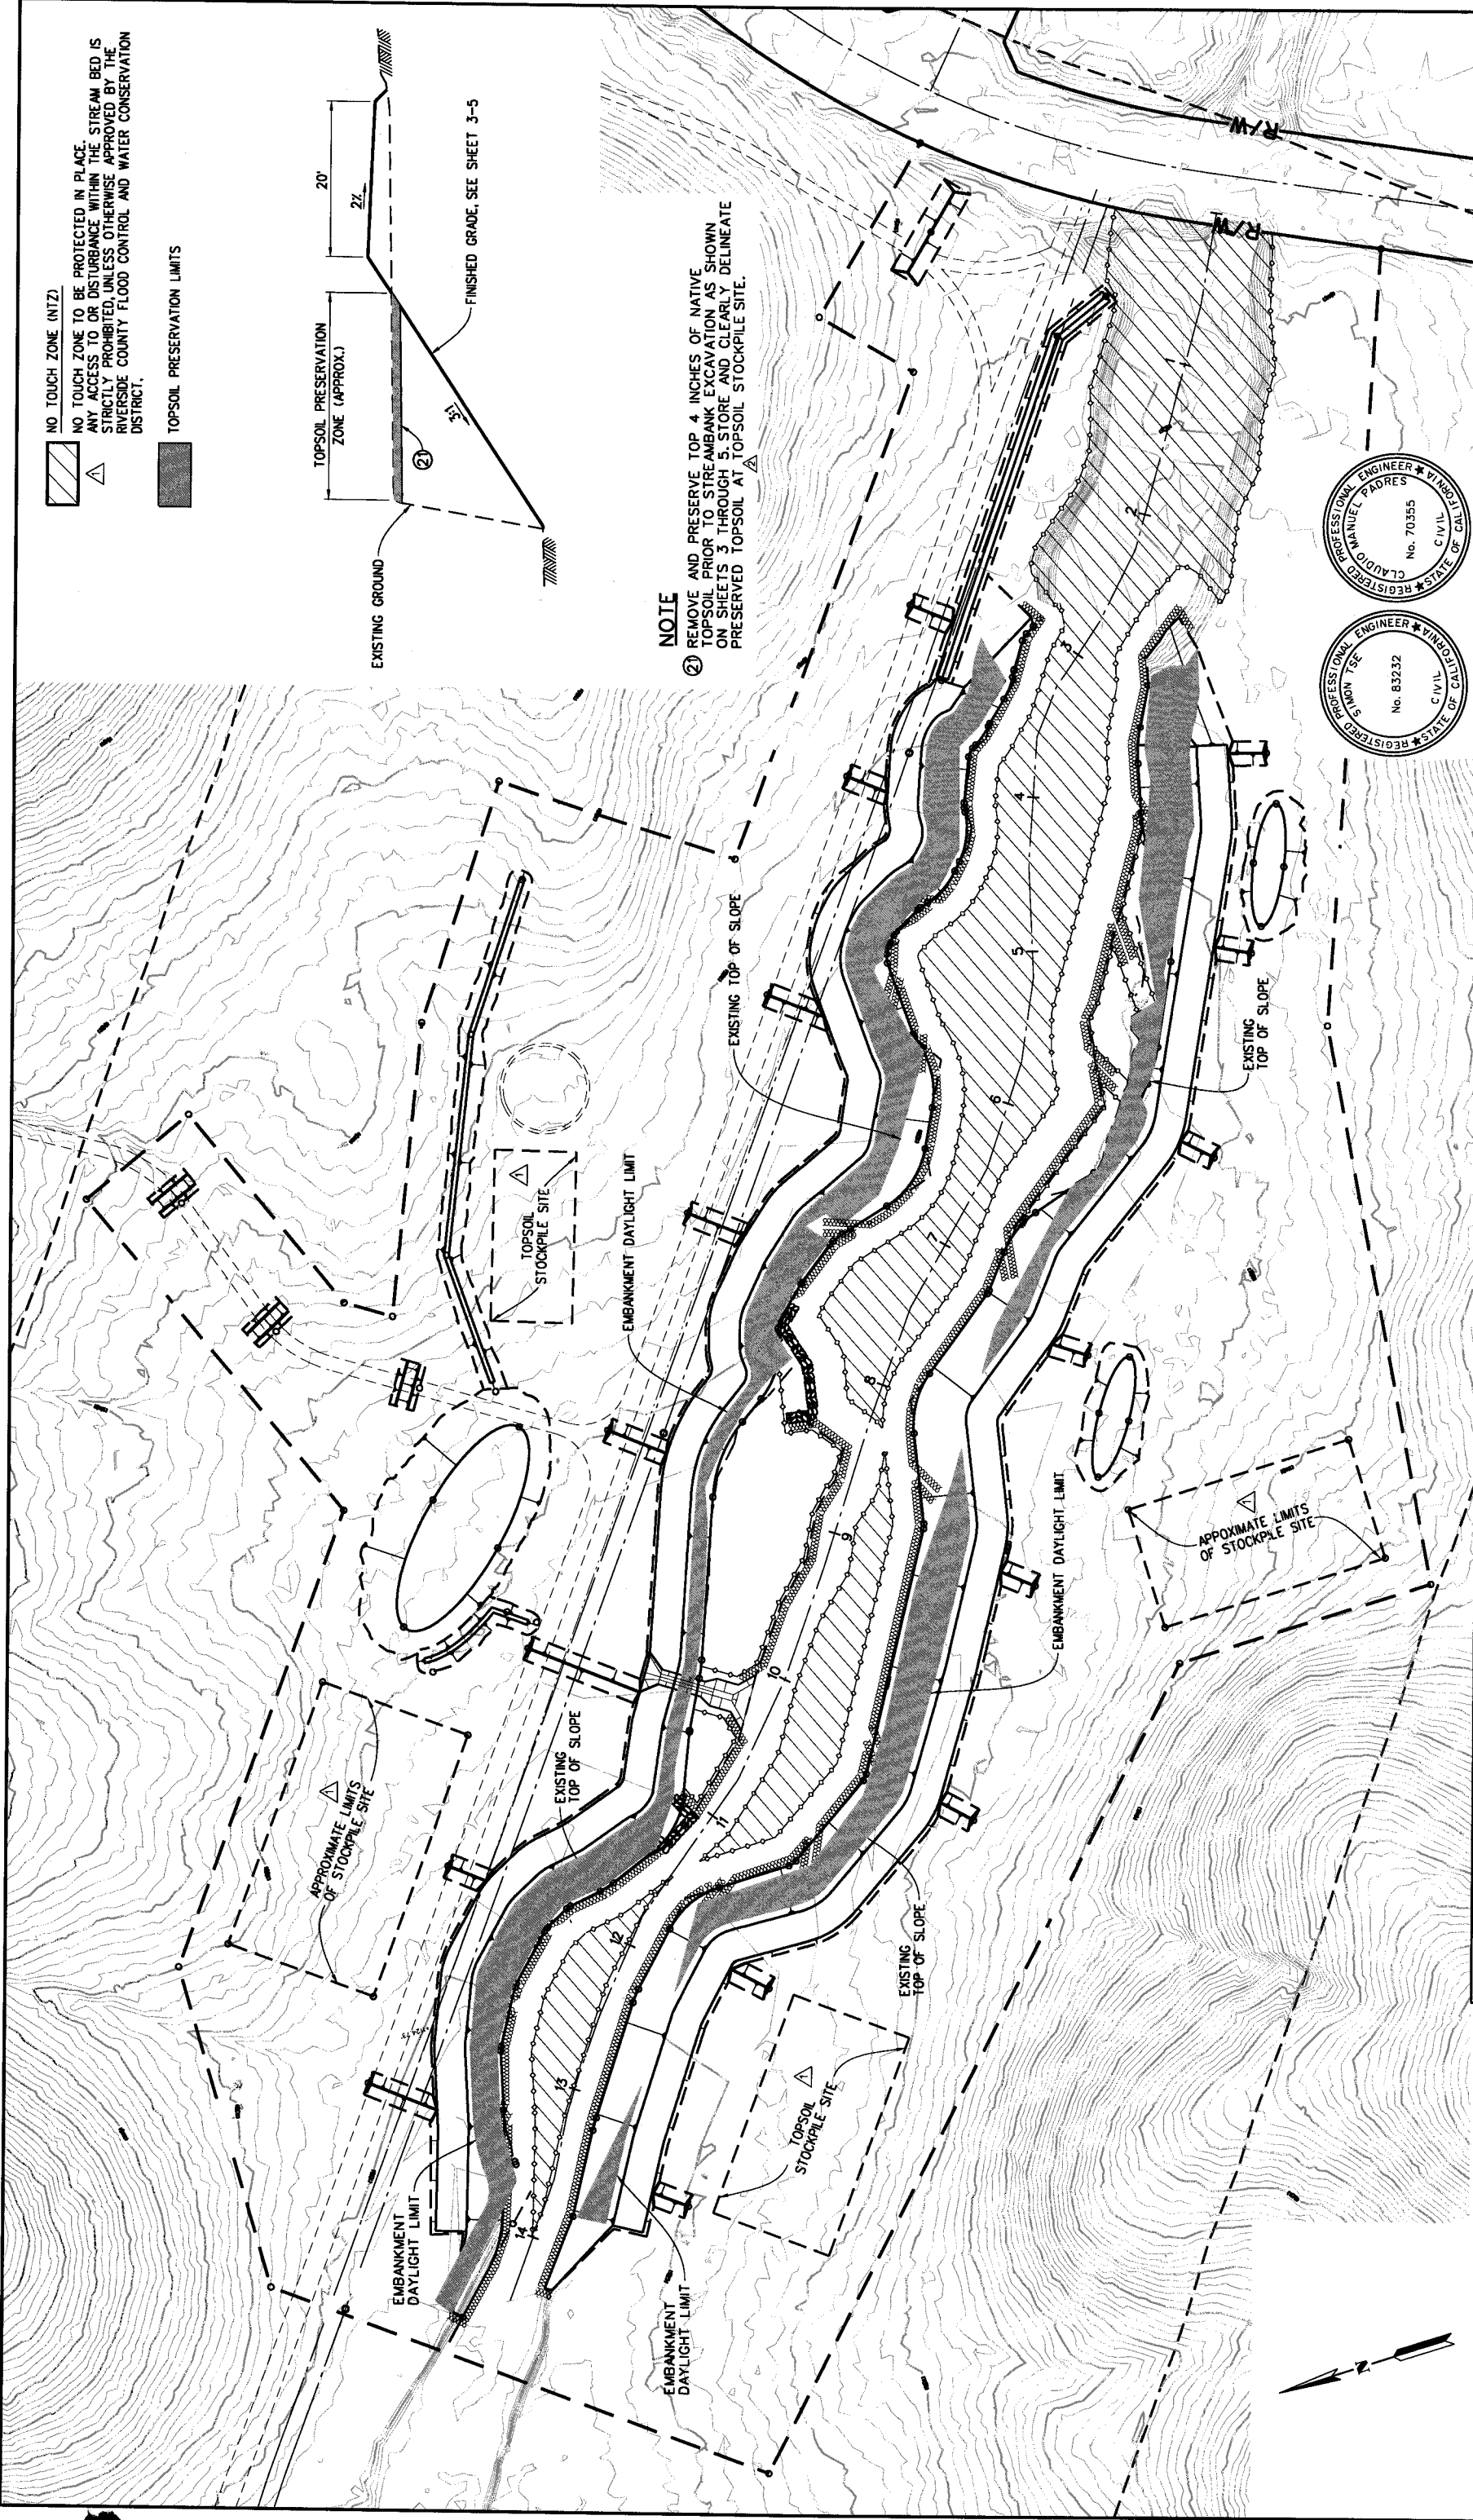 NO TOUCH ZONE (NTZ)
NO TOUCH ZONE TO BE PROTECTED IN PLACE.
ANY ACCESS TO OR DISTURBANCE WITHIN THE STREAM BED IS
STRICTLY PROHIBITED, UNLESS OTHERWISE APPROVED BY THE
RIVERSIDE COUNTY FLOOD CONTROL AND WATER CONSERVATION
DISTRICT.
1
TOPSOIL PRESERVATION LIMITS
EXISTING GROUND
TOPSOIL PRESERVATION
ZONE (APPROX.)
20'
2%
21
3:1
FINISHED GRADE, SEE SHEET 3-5
NOTE
21 REMOVE AND PRESERVE TOP 4 INCHES OF NATIVE
TOPSOIL PRIOR TO STREAMBANK EXCAVATION AS SHOWN
ON SHEETS 3 THROUGH 5. STORE AND CLEARLY DELINEATE
PRESERVED TOPSOIL AT TOPSOIL STOCKPILE SITE.
2
R/W
R/W
TOPSOIL
STOCKPILE SITE
1
EMBANKMENT DAYLIGHT LIMIT
EXISTING TOP OF SLOPE
APPROXIMATE LIMITS
OF STOCKPILE SITE
1
EXISTING
TOP OF SLOPE
EMBANKMENT
DAYLIGHT LIMIT
14
13
12
11
10
9
8
7
6
5
4
3
2
1
EMBANKMENT
DAYLIGHT LIMIT
TOPSOIL
STOCKPILE SITE
1
EXISTING
TOP OF SLOPE
EMBANKMENT DAYLIGHT LIMIT
APPOXIMATE LIMITS
OF STOCKPILE SITE
1
EXISTING
TOP OF SLOPE
N
REGISTERED PROFESSIONAL ENGINEER
SIMON TSE
No. 83232
CIVIL
STATE OF CALIFORNIA
REGISTERED PROFESSIONAL ENGINEER
CLAUDIO MANUEL PADRES
No. 70355
CIVIL
STATE OF CALIFORNIA